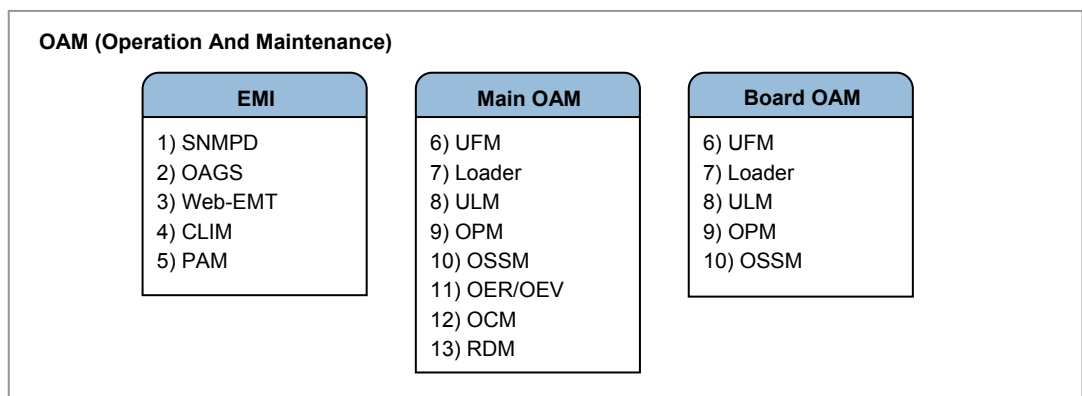 OAM (Operation And Maintenance)
EMI
1) SNMPD
2) OAGS
3) Web-EMT
4) CLIM
5) PAM
Main OAM
6) UFM
7) Loader
8) ULM
9) OPM
10) OSSM
11) OER/OEV
12) OCM
13) RDM
Board OAM
6) UFM
7) Loader
8) ULM
9) OPM
10) OSSM